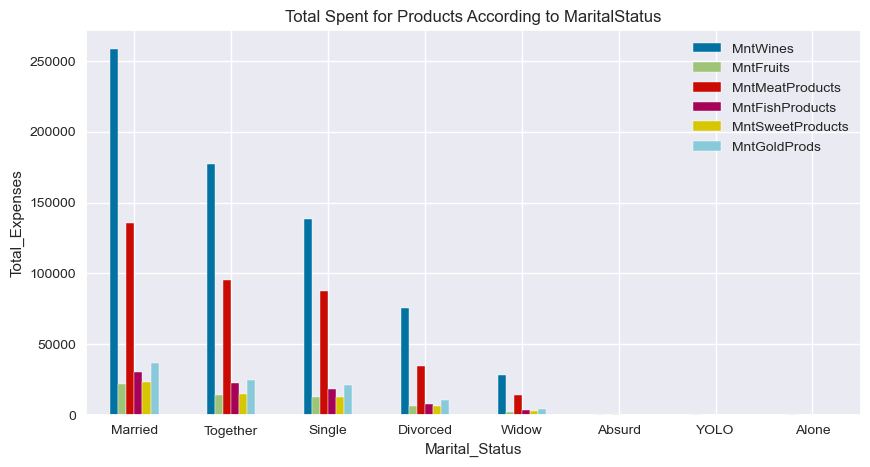 Total Spent for Products According to MaritalStatus
MntWines
MntFruits
MntMeatProducts
MntFishProducts
MntSweetProducts
MntGoldProds
Total_Expenses
250000
200000
150000
100000
50000
0
Married Together Single Divorced Widow Absurd YOLO Alone
Marital_Status